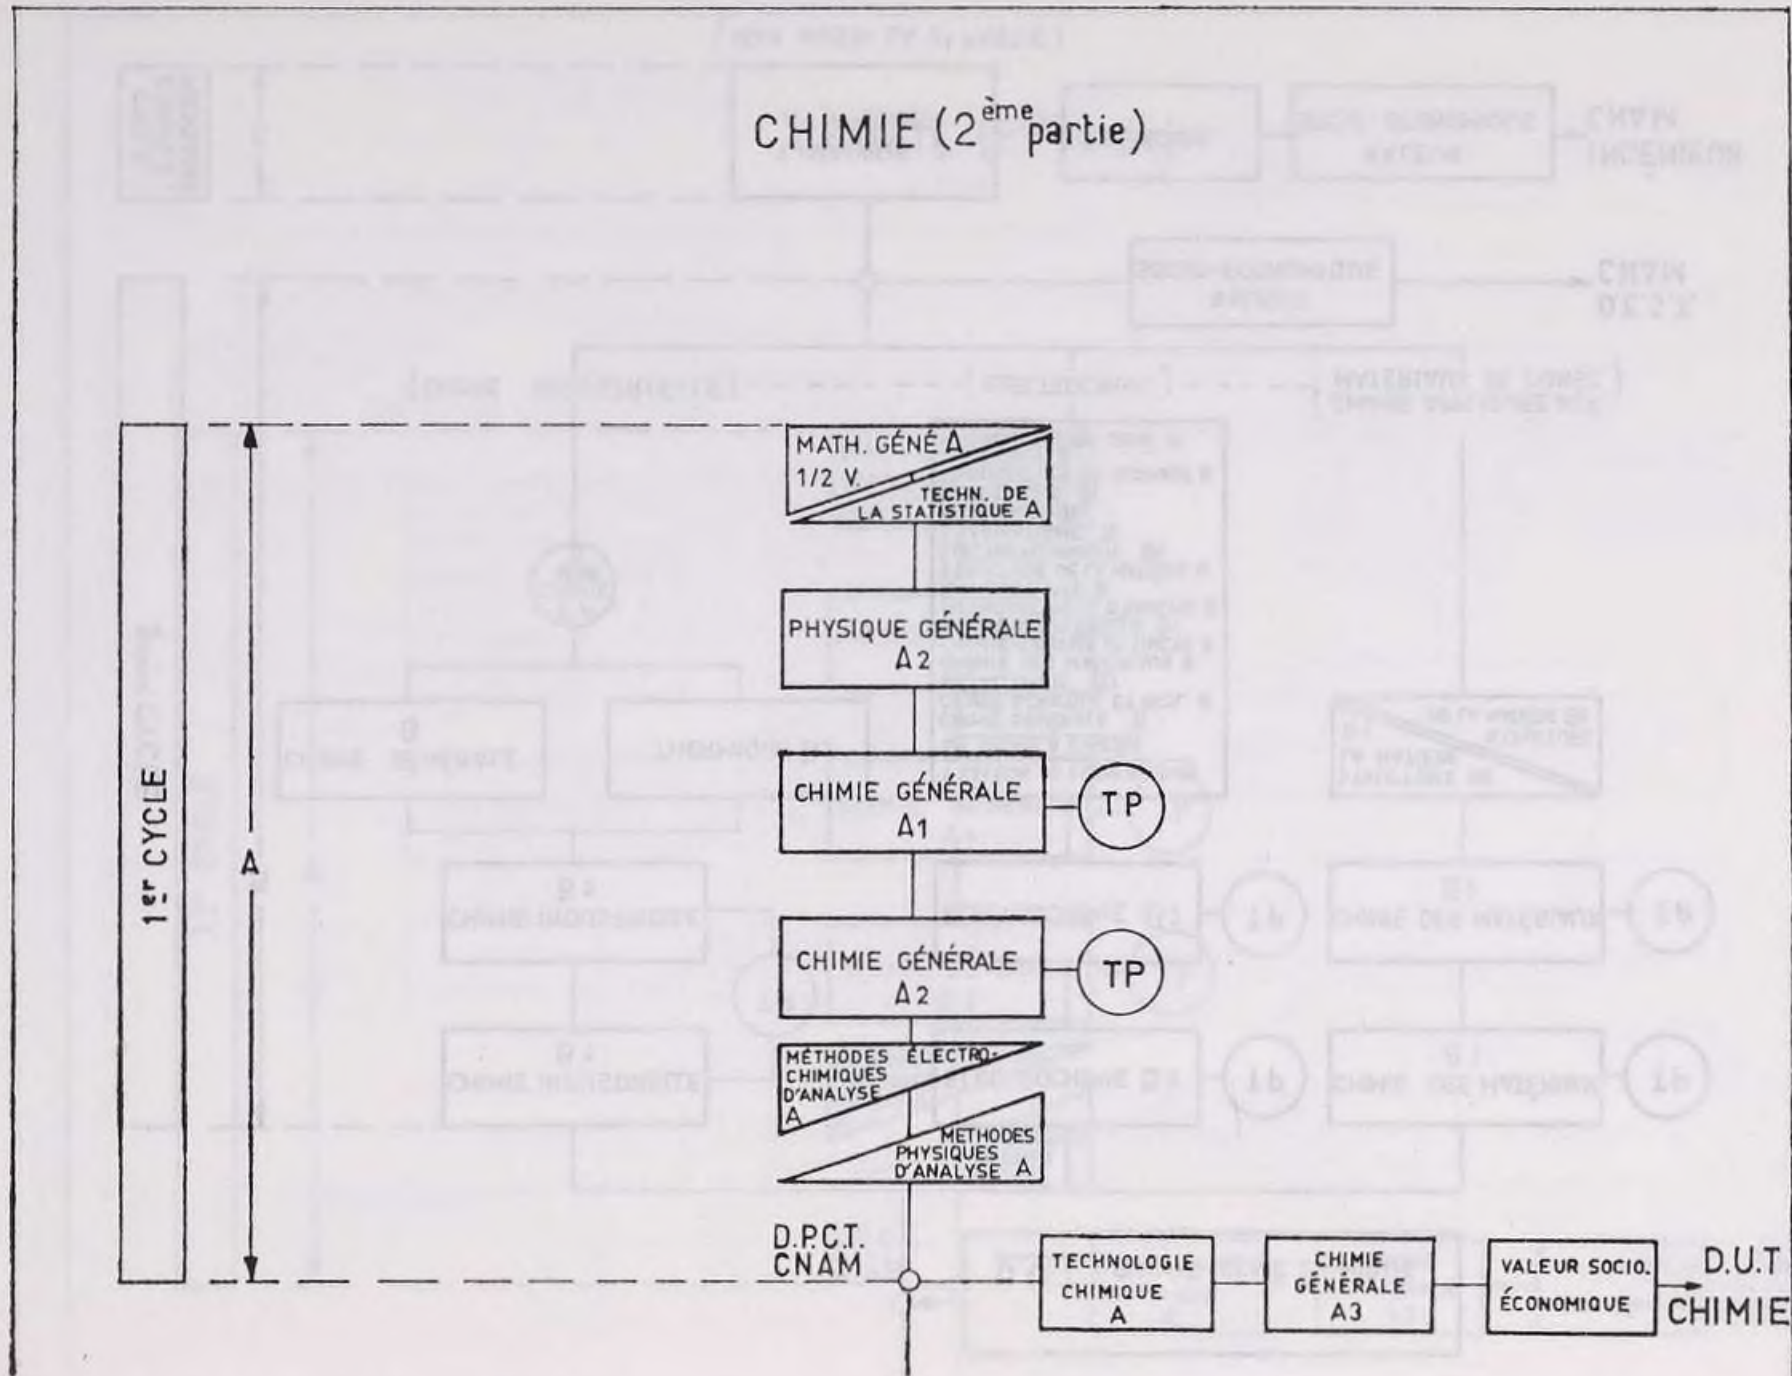 CHIMIE (2ème partie)
1er CYCLE
A
MATH. GÉNÉ A
1/2 V.
TECHN. DE
LA STATISTIQUE A
PHYSIQUE GÉNÉRALE
A2
CHIMIE GÉNÉRALE
A1
TP
CHIMIE GÉNÉRALE
A2
TP
MÉTHODES ÉLECTRO-
CHIMIQUES
D'ANALYSE
A
MÉTHODES
PHYSIQUES
D'ANALYSE A
D.P.C.T.
CNAM
TECHNOLOGIE
CHIMIQUE
A
CHIMIE
GÉNÉRALE
A3
VALEUR SOCIO.
ÉCONOMIQUE
D.U.T
CHIMIE